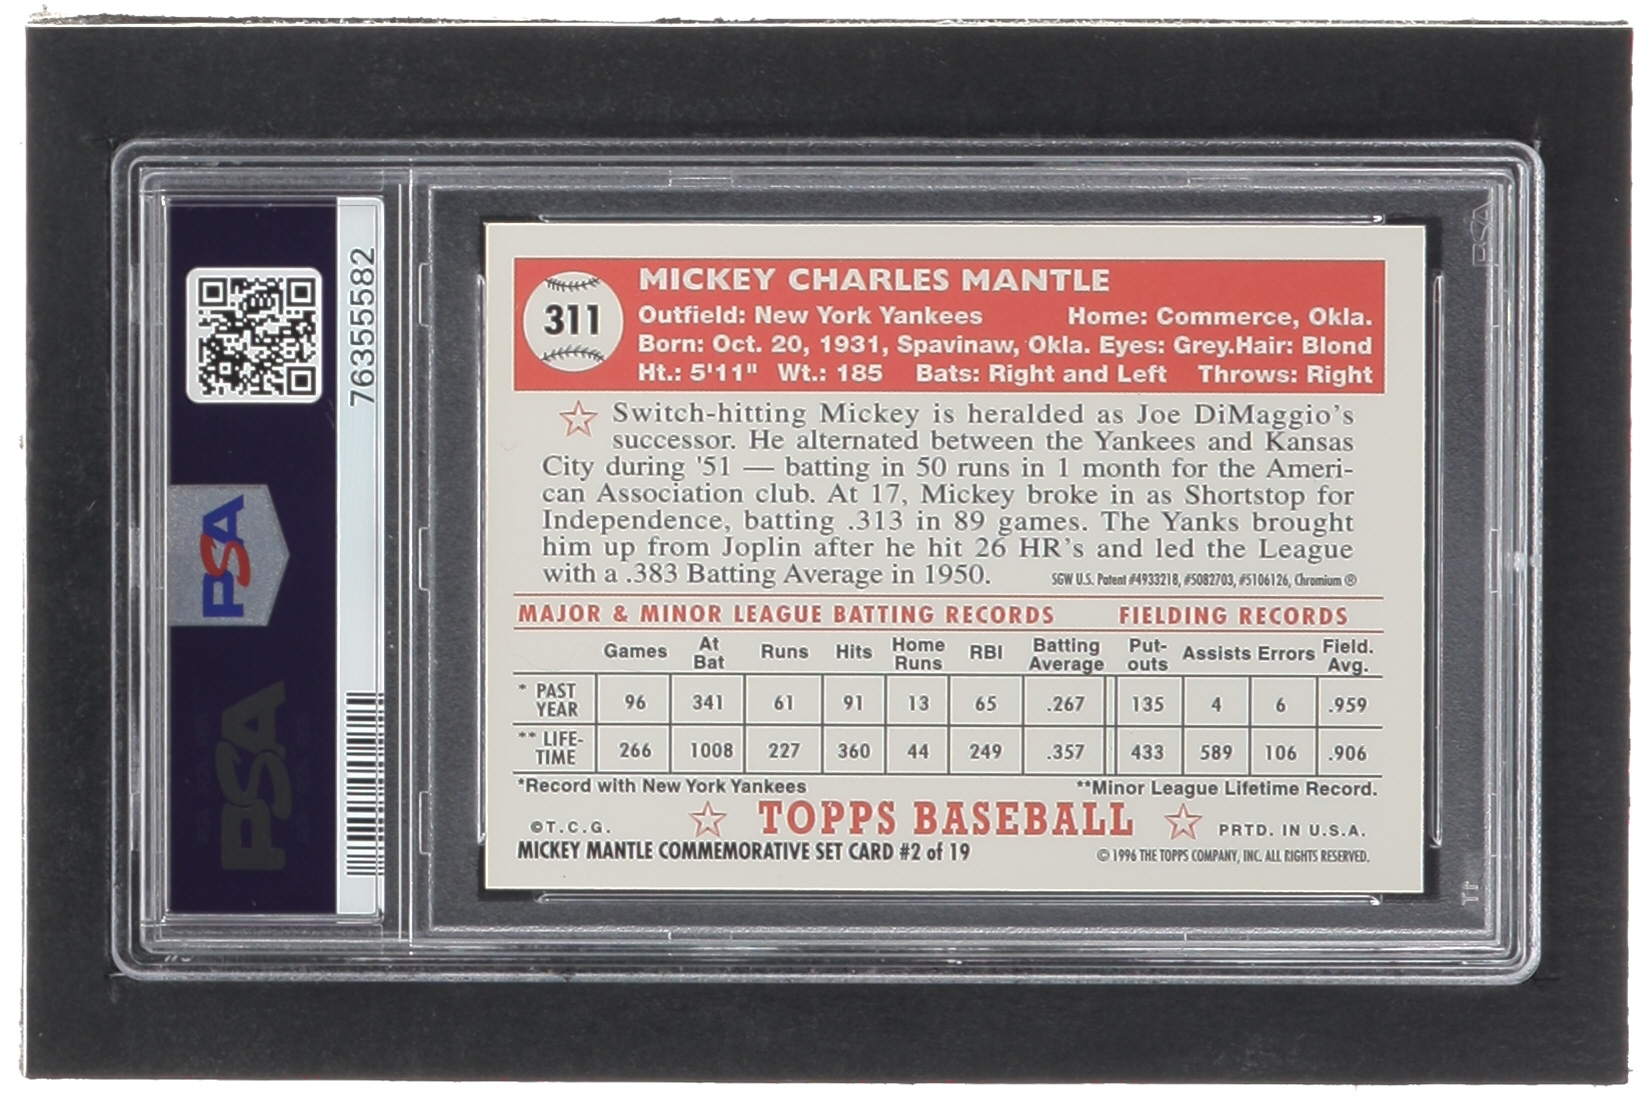 PSA
76355582
PSA
PSA
311
MICKEY CHARLES MANTLE
Outfield: New York Yankees Home: Commerce, Okla.
Born: Oct. 20, 1931, Spavinaw, Okla. Eyes: Grey.Hair: Blond
Ht.: 5'11" Wt.: 185 Bats: Right and Left Throws: Right
Switch-hitting Mickey is heralded as Joe DiMaggio's
successor. He alternated between the Yankees and Kansas
City during '51 — batting in 50 runs in 1 month for the Ameri-
can Association club. At 17, Mickey broke in as Shortstop for
Independence, batting .313 in 89 games. The Yanks brought
him up from Joplin after he hit 26 HR's and led the League
with a .383 Batting Average in 1950. SGW U.S. Patent #4933218, #5082703, #5106126, Chromium ®
MAJOR & MINOR LEAGUE BATTING RECORDS FIELDING RECORDS
Games At Bat Runs Hits Home Runs RBI Batting Average Put-outs Assists Errors Field. Avg.
* PAST YEAR 96 341 61 91 13 65 .267 135 4 6 .959
** LIFE-TIME 266 1008 227 360 44 249 .357 433 589 106 .906
*Record with New York Yankees **Minor League Lifetime Record.
©T.C.G. TOPPS BASEBALL PRTD. IN U.S.A.
MICKEY MANTLE COMMEMORATIVE SET CARD #2 of 19 © 1996 THE TOPPS COMPANY, INC. ALL RIGHTS RESERVED.